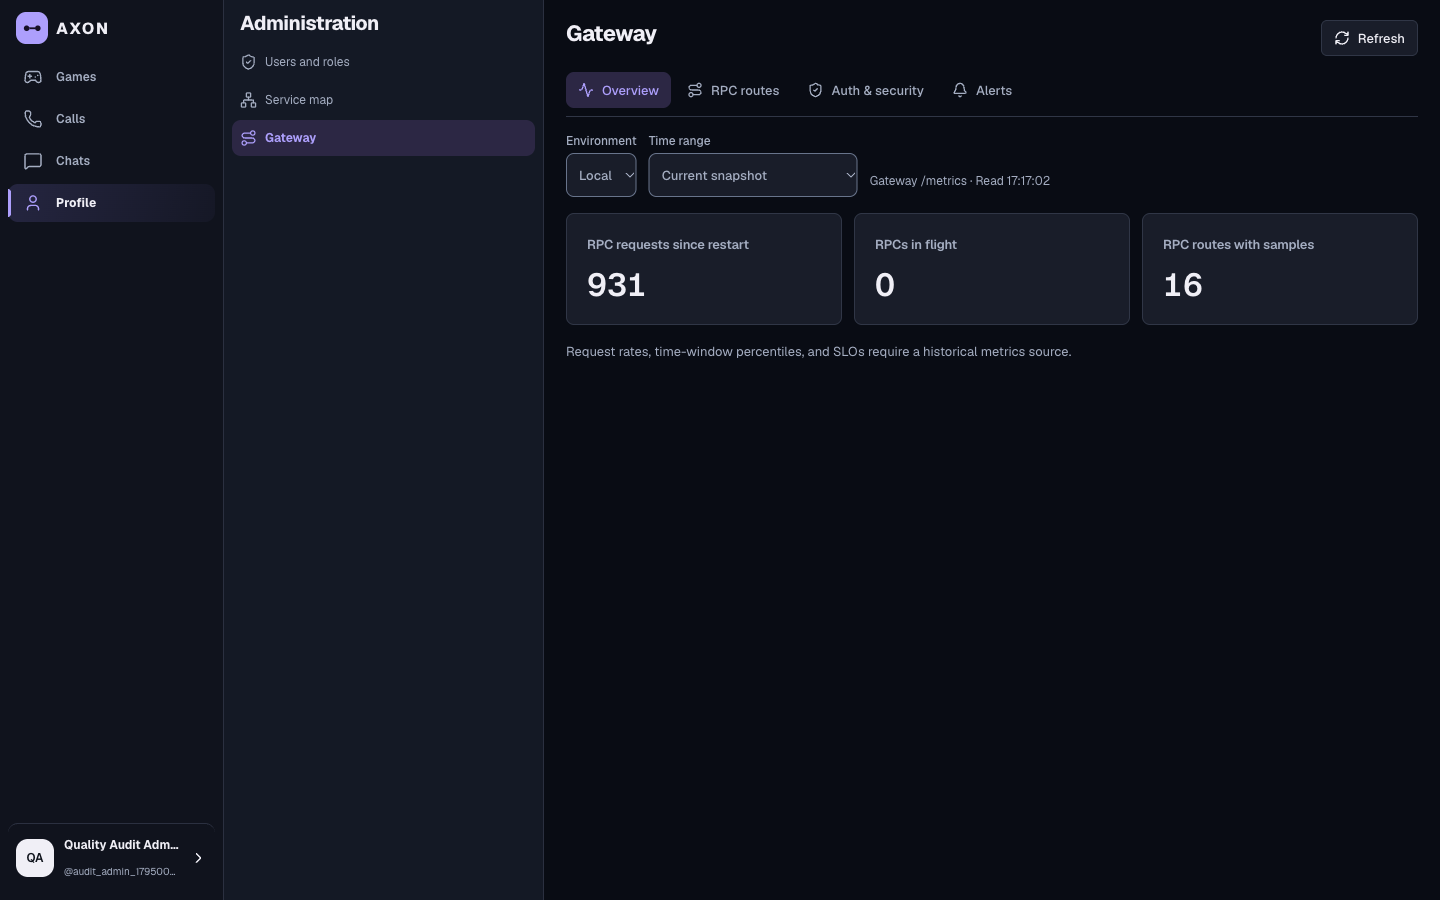 AXON
Games
Calls
Chats
Profile
QA
Quality Audit Adm...
@audit_admin_179500...
Administration
Users and roles
Service map
Gateway
Gateway
Refresh
Overview
RPC routes
Auth & security
Alerts
Environment
Time range
Local
Current snapshot
Gateway /metrics · Read 17:17:02
RPC requests since restart
931
RPCs in flight
0
RPC routes with samples
16
Request rates, time-window percentiles, and SLOs require a historical metrics source.